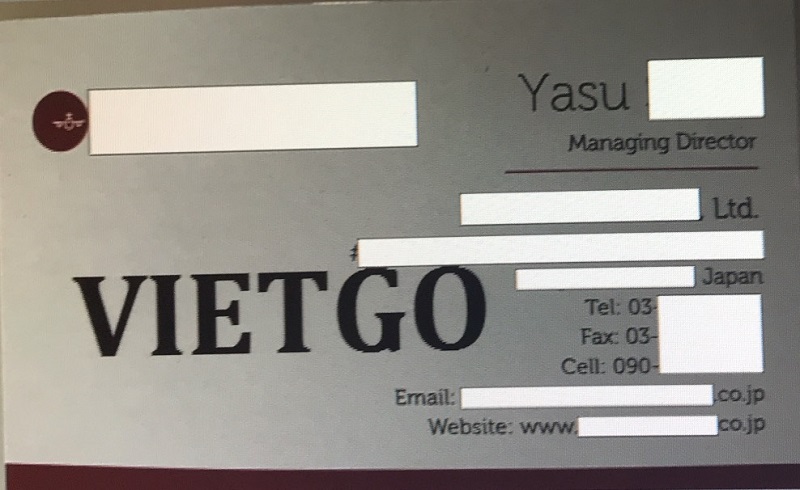 Yasu
Managing Director
, Ltd.
#
Japan
VIETGO
Tel: 03-
Fax: 03-
Cell: 090-
Email: .co.jp
Website: www. co.jp